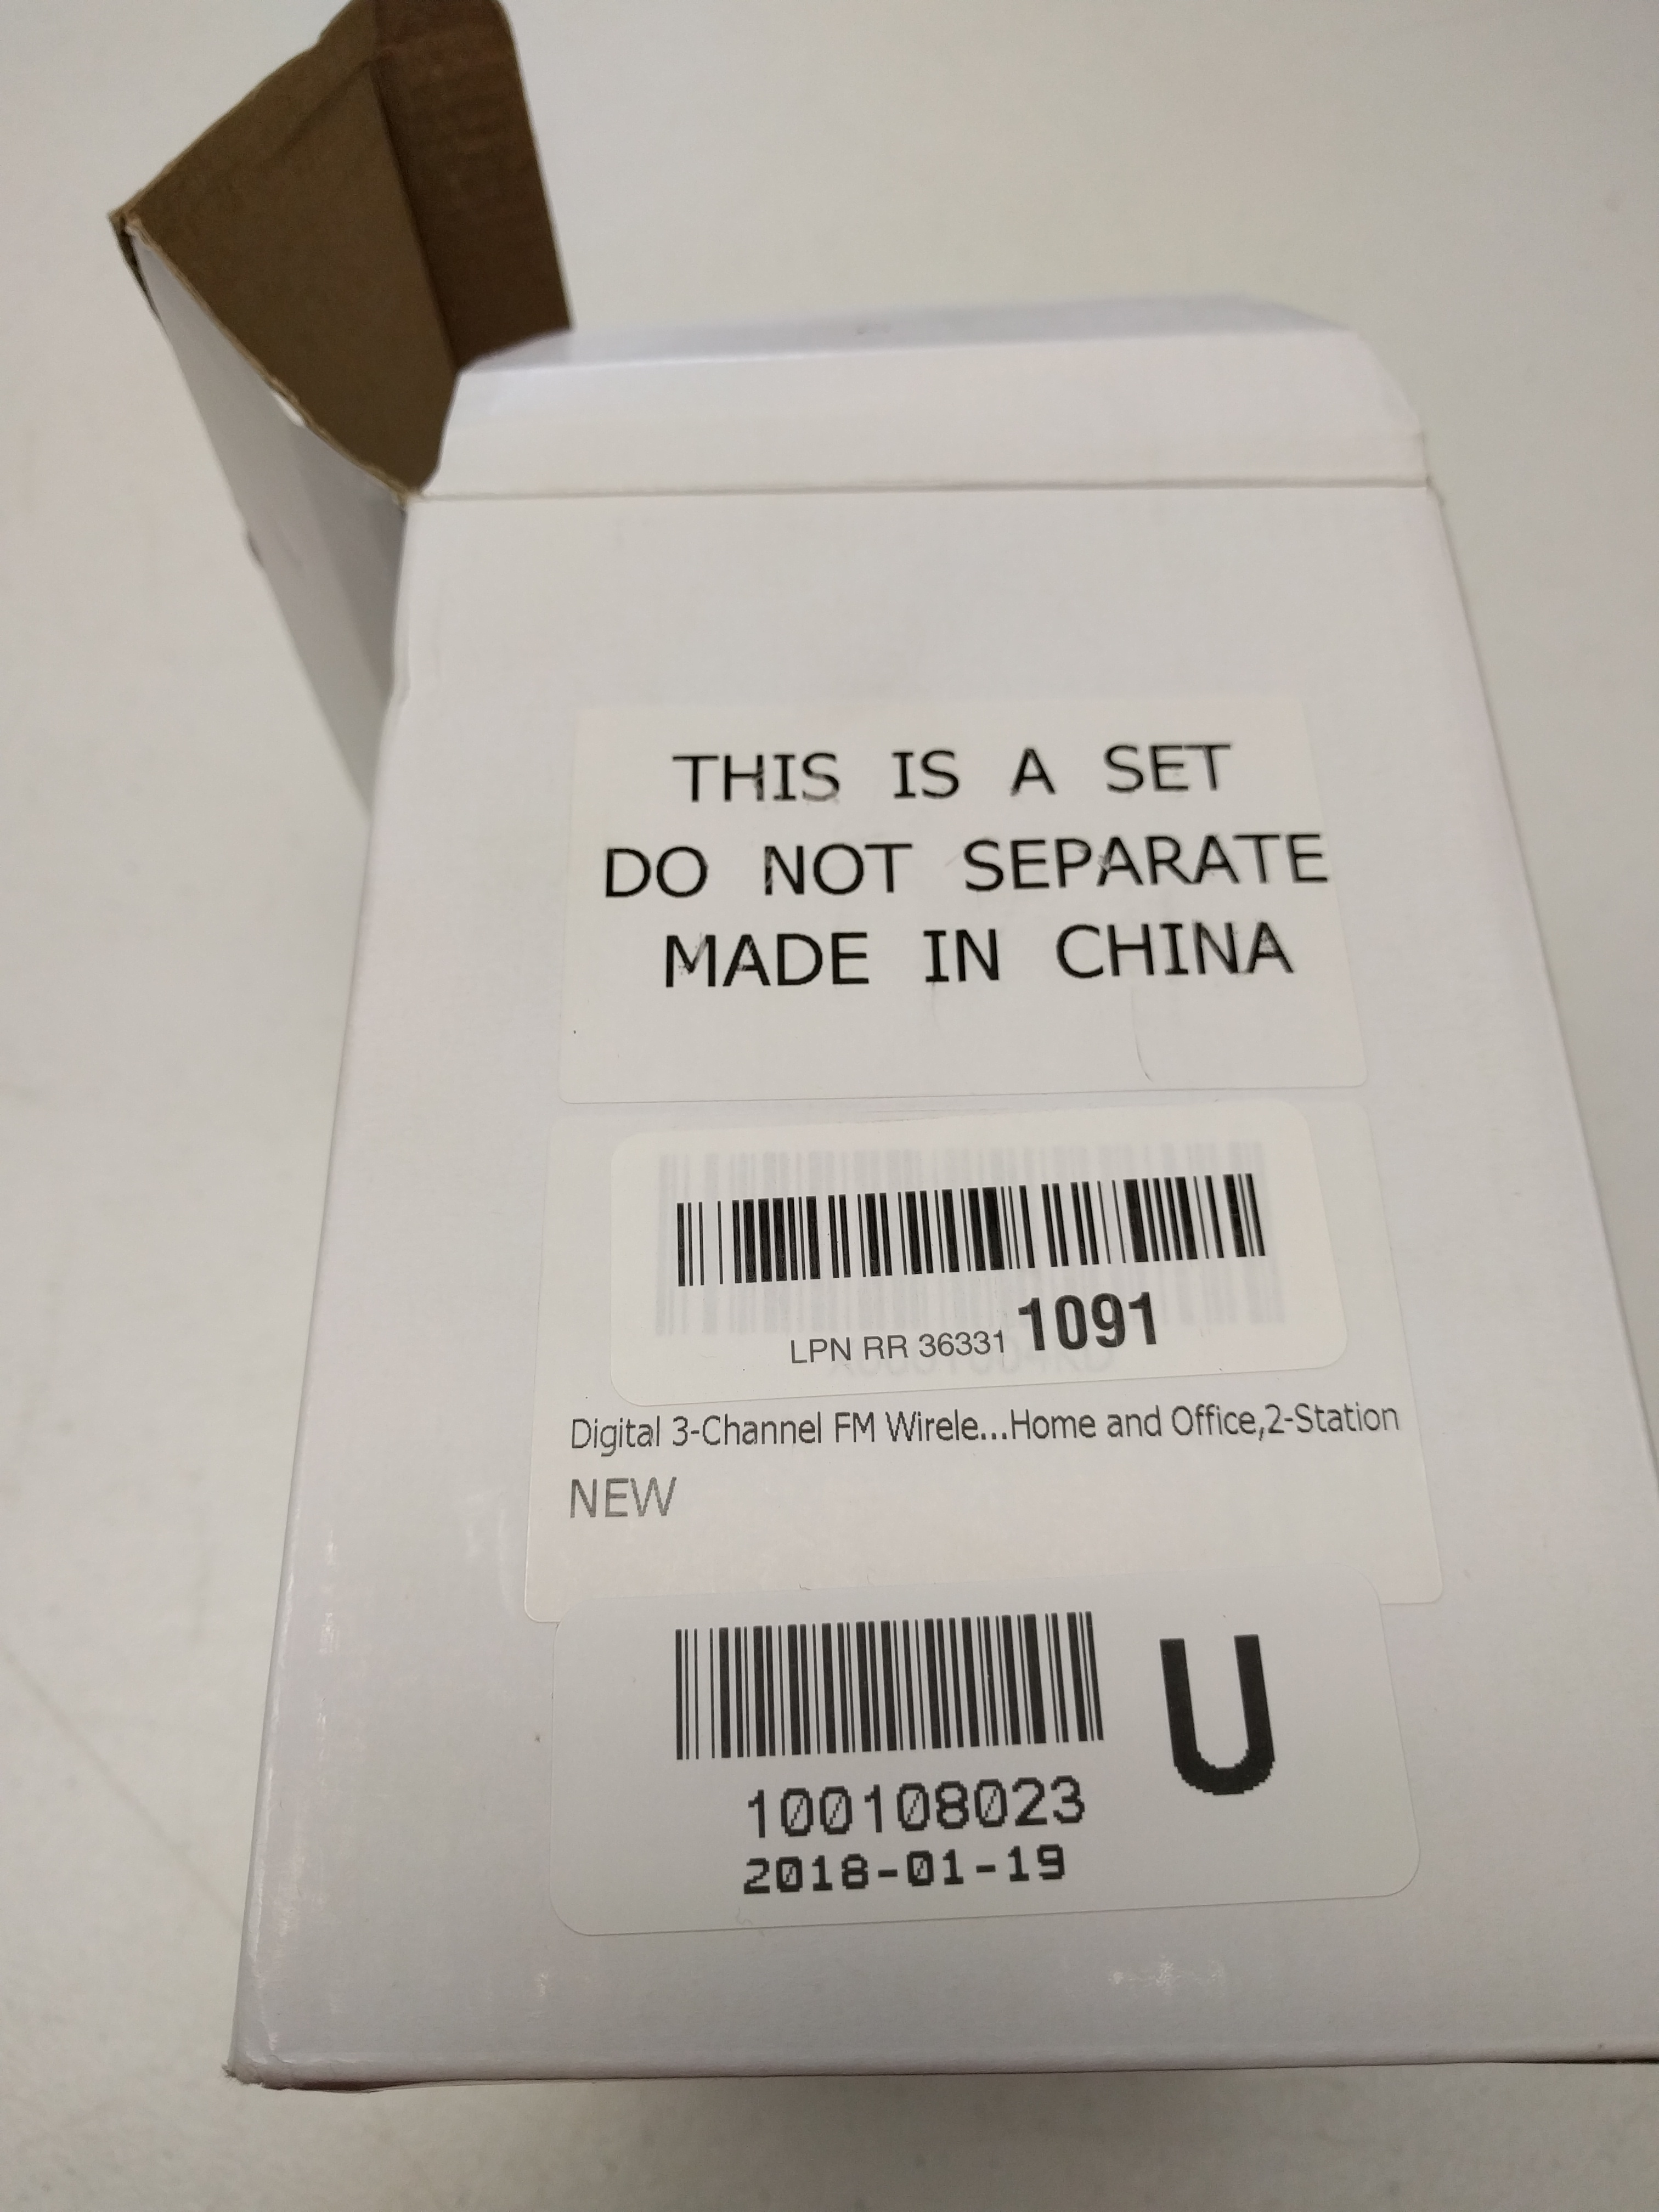 THIS IS A SET
DO NOT SEPARATE
MADE IN CHINA
LPN RR 36331 1091
Digital 3-Channel FM Wirele...Home and Office,2-Station
NEW
U
100108023
2018-01-19